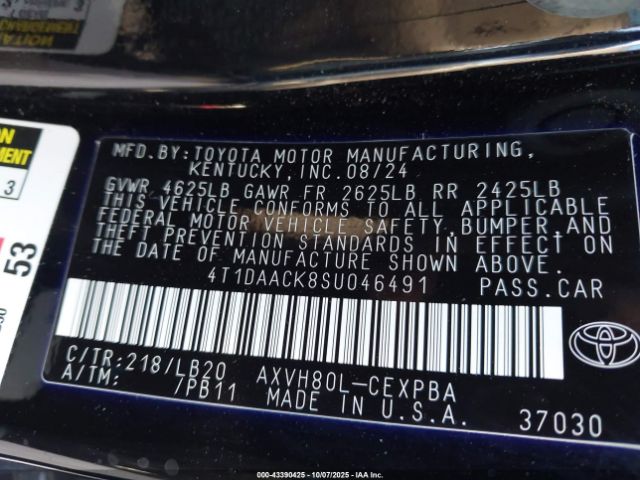 MFD.BY:TOYOTA MOTOR MANUFACTURING,
KENTUCKY,INC.08/24
GVWR 4625LB GAWR FR 2625LB RR 2425LB
THIS VEHICLE CONFORMS TO ALL APPLICABLE
FEDERAL MOTOR VEHICLE SAFETY,BUMPER,AND
THEFT PREVENTION STANDARDS IN EFFECT ON
THE DATE OF MANUFACTURE SHOWN ABOVE.
4T1DAACK8SU046491 PASS.CAR
C/TR:218/LB20 AXVH80L-CEXPBA
A/TM: /PB11 MADE IN U.S.A.
37030
TOYOTA
53
3
00-43390425 - 10/07/2025 - IAA Inc.